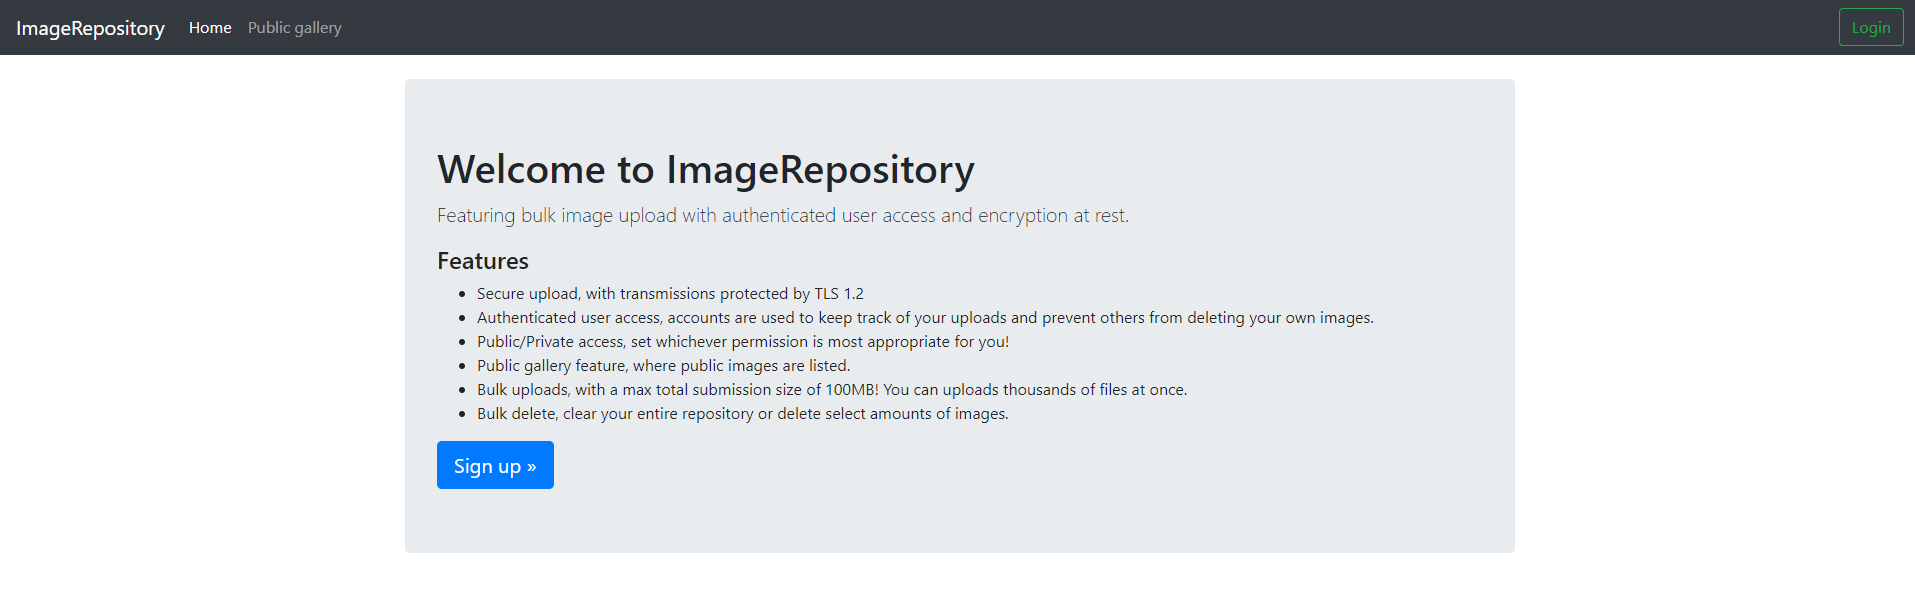 ImageRepository Home Public gallery Login
Welcome to ImageRepository
Featuring bulk image upload with authenticated user access and encryption at rest.
Features
• Secure upload, with transmissions protected by TLS 1.2
• Authenticated user access, accounts are used to keep track of your uploads and prevent others from deleting your own images.
• Public/Private access, set whichever permission is most appropriate for you!
• Public gallery feature, where public images are listed.
• Bulk uploads, with a max total submission size of 100MB! You can uploads thousands of files at once.
• Bulk delete, clear your entire repository or delete select amounts of images.
Sign up »